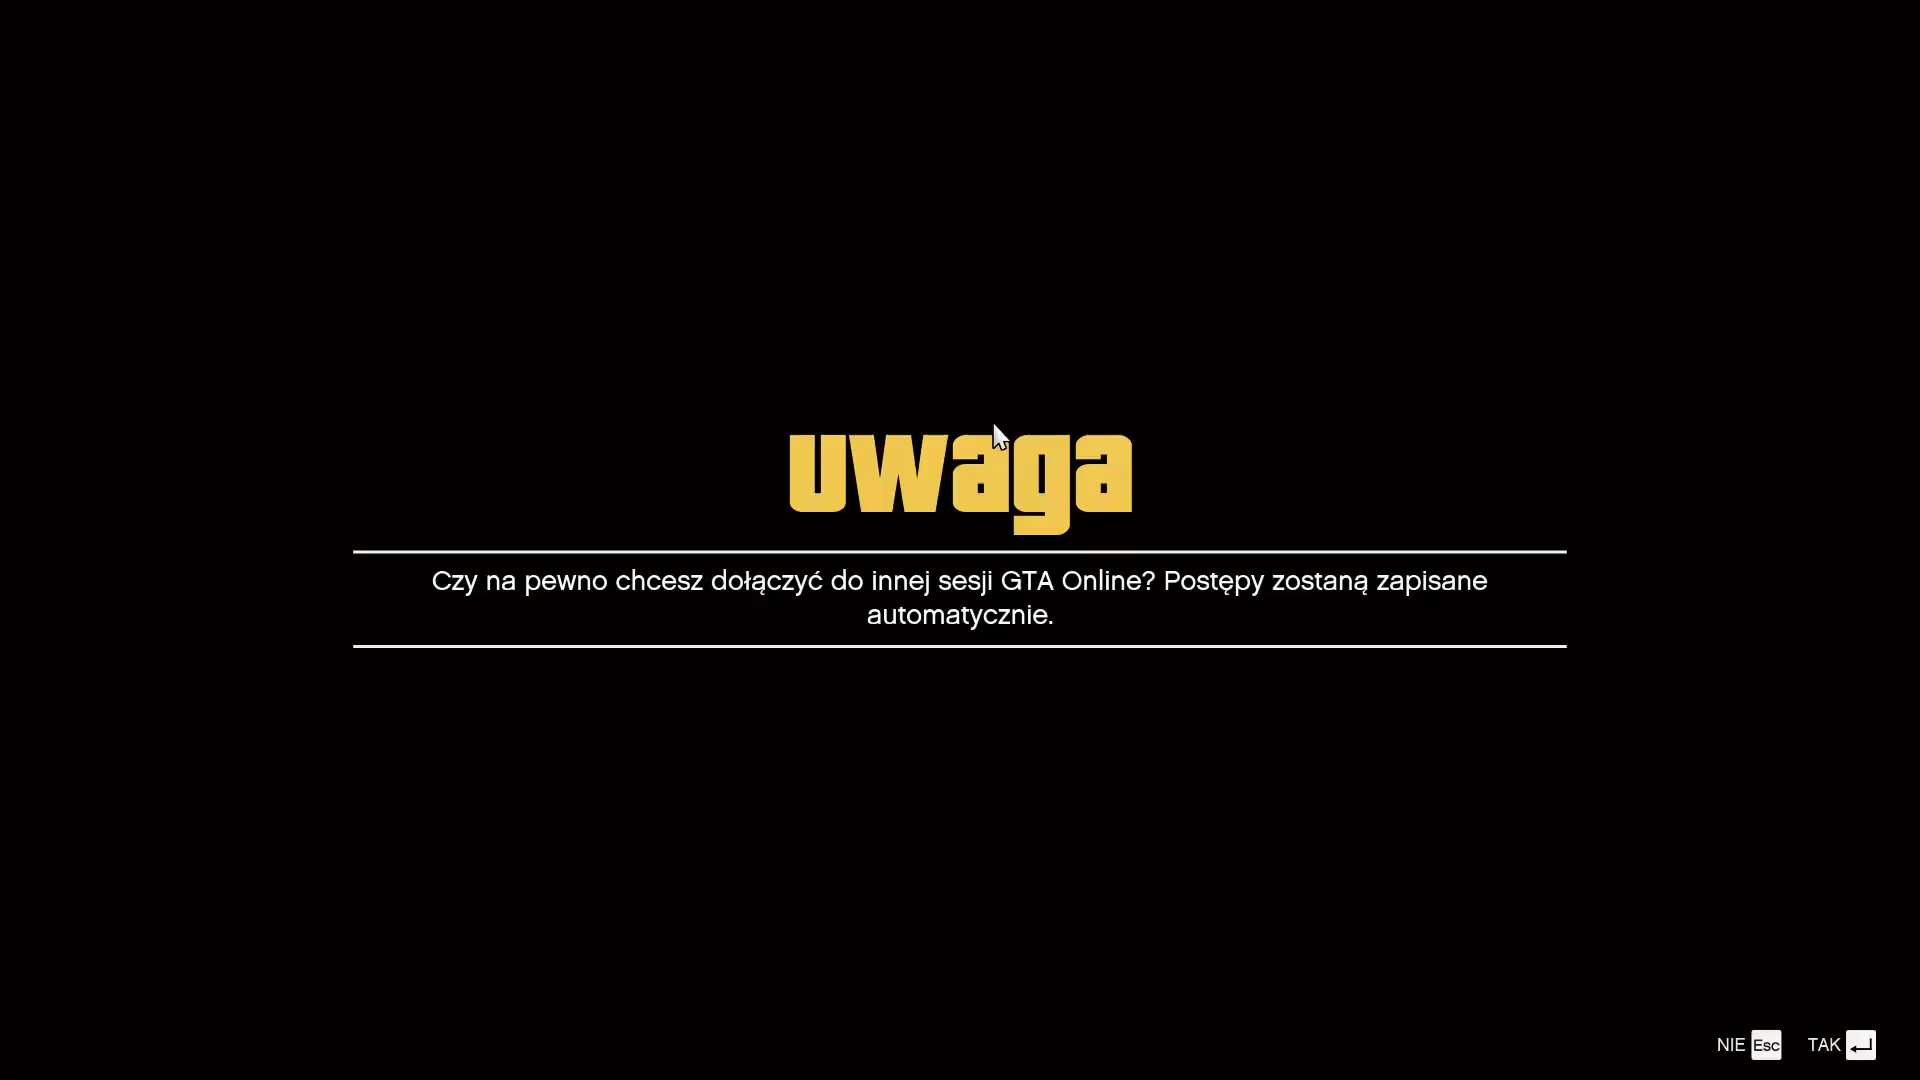 uwaga
Czy na pewno chcesz dołączyć do innej sesji GTA Online? Postępy zostaną zapisane
automatycznie.
NIE Esc TAK